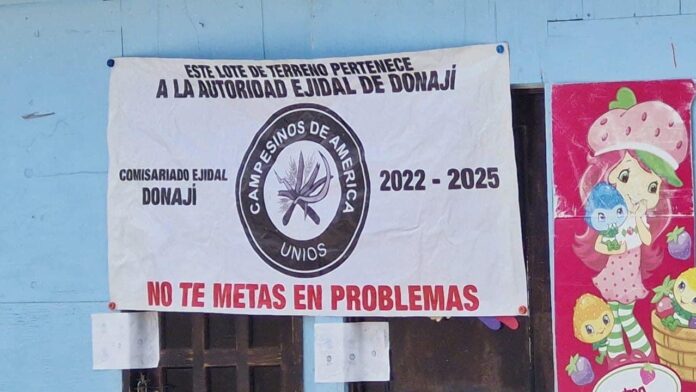 ESTE LOTE DE TERRENO PERTENECE
A LA AUTORIDAD EJIDAL DE DONAJÍ
COMISARIADO EJIDAL
DONAJÍ
CAMPESINOS DE AMERICA
UNIOS
2022 - 2025
NO TE METAS EN PROBLEMAS